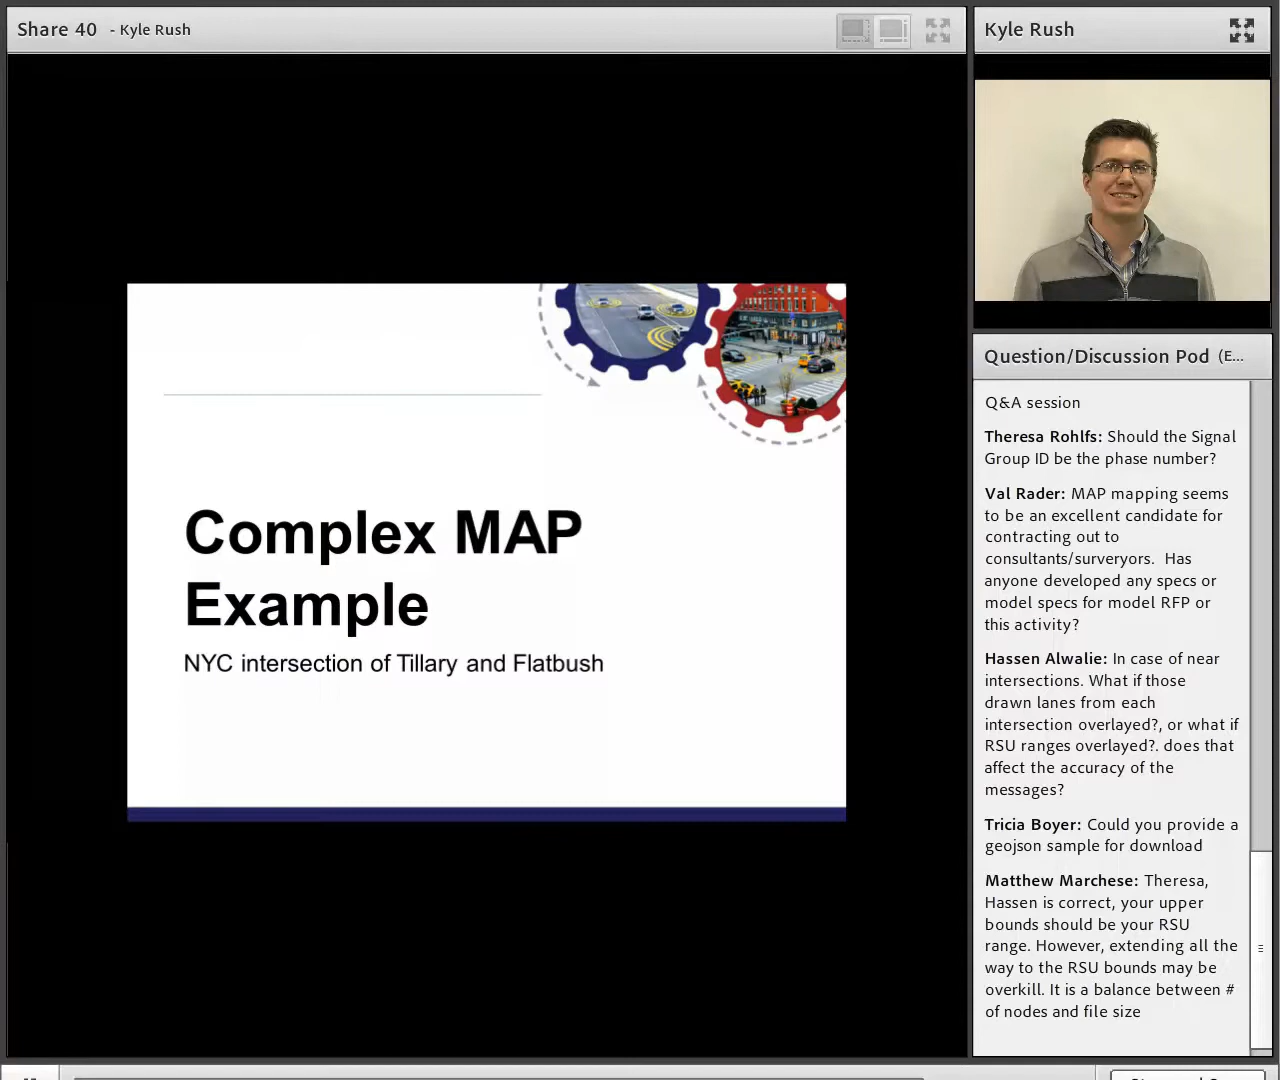 Share 40 - Kyle Rush
Kyle Rush
Complex MAP
Example
NYC intersection of Tillary and Flatbush
Question/Discussion Pod (E...
Q&A session
Theresa Rohlfs: Should the Signal
Group ID be the phase number?
Val Rader: MAP mapping seems
to be an excellent candidate for
contracting out to
consultants/surveryors. Has
anyone developed any specs or
model specs for model RFP or
this activity?
Hassen Alwalie: In case of near
intersections. What if those
drawn lanes from each
intersection overlayed?, or what if
RSU ranges overlayed?. does that
affect the accuracy of the
messages?
Tricia Boyer: Could you provide a
geojson sample for download
Matthew Marchese: Theresa,
Hassen is correct, your upper
bounds should be your RSU
range. However, extending all the
way to the RSU bounds may be
overkill. It is a balance between #
of nodes and file size